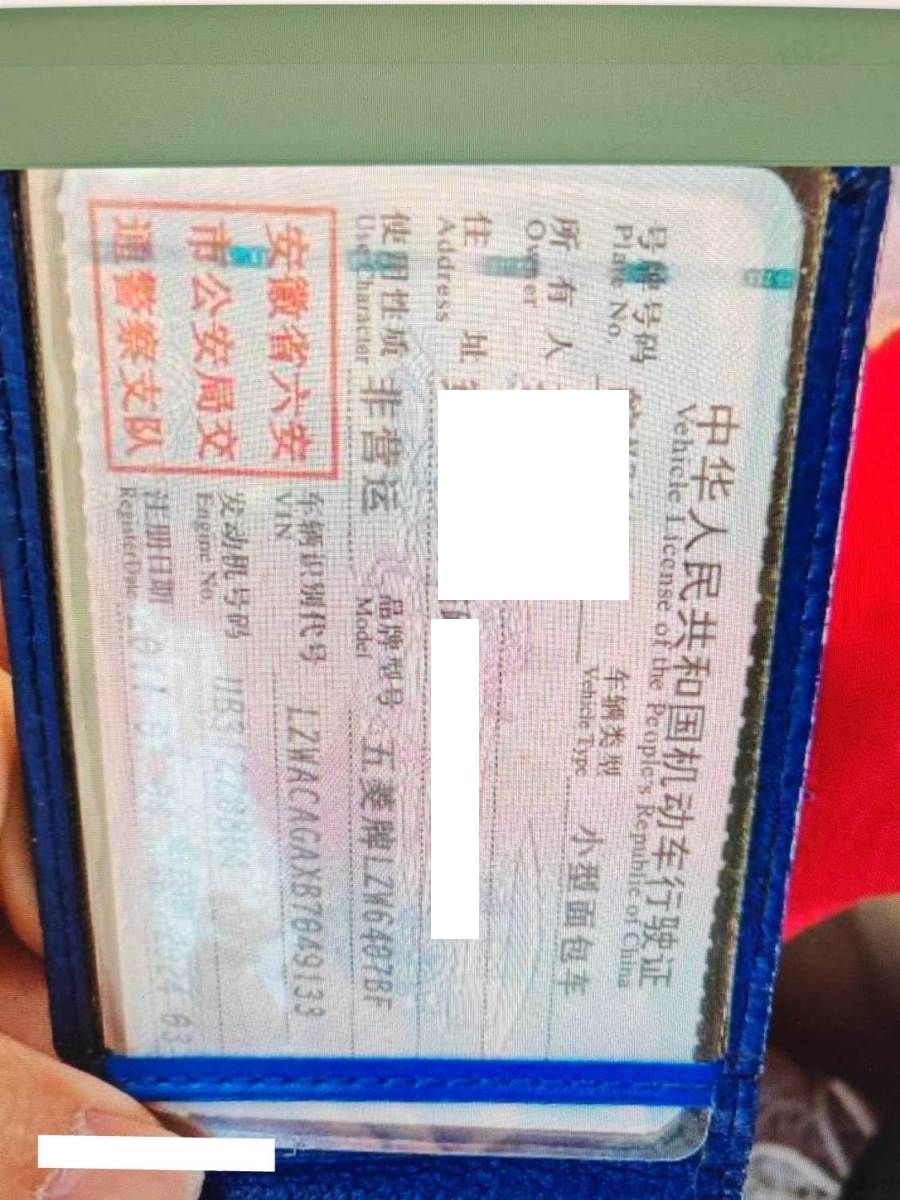 中华人民共和国机动车行驶证
Vehicle License of the People's Republic of China
号牌号码
Plate No.
车辆类型
Vehicle Type
小型面包车
所有人
Owner
住址
Address
使用性质
Use Character
非营运
品牌型号
Model
五菱牌LZW6407BF
安徽省六安
市公安局交
通警察支队
车辆识别代号
VIN
LZWACAGAXB7049133
发动机号码
Engine No.
注册日期
Register Date